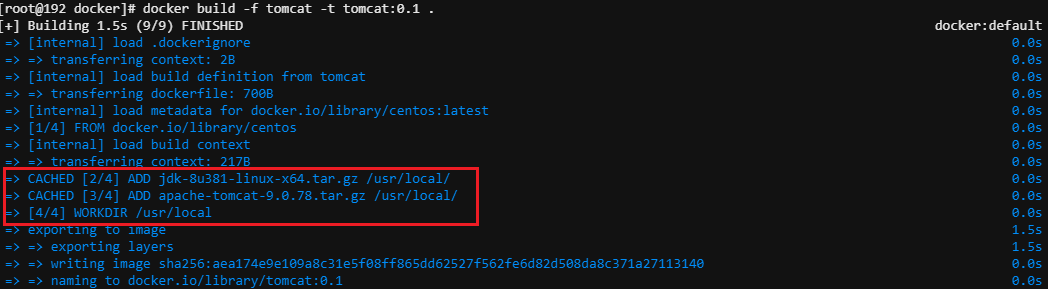 [root@192 docker]# docker build -f tomcat -t tomcat:0.1 .
[+] Building 1.5s (9/9) FINISHED docker:default
=> [internal] load .dockerignore 0.0s
=> => transferring context: 2B 0.0s
=> [internal] load build definition from tomcat 0.0s
=> => transferring dockerfile: 700B 0.0s
=> [internal] load metadata for docker.io/library/centos:latest 0.0s
=> [1/4] FROM docker.io/library/centos 0.0s
=> [internal] load build context 0.0s
=> => transferring context: 217B 0.0s
=> CACHED [2/4] ADD jdk-8u381-linux-x64.tar.gz /usr/local/ 0.0s
=> CACHED [3/4] ADD apache-tomcat-9.0.78.tar.gz /usr/local/ 0.0s
=> [4/4] WORKDIR /usr/local 0.0s
=> exporting to image 1.5s
=> => exporting layers 1.5s
=> => writing image sha256:aea174e9e109a8c31e5f08ff865dd62527f562fe6d82d508da8c371a27113140 0.0s
=> => naming to docker.io/library/tomcat:0.1 0.0s